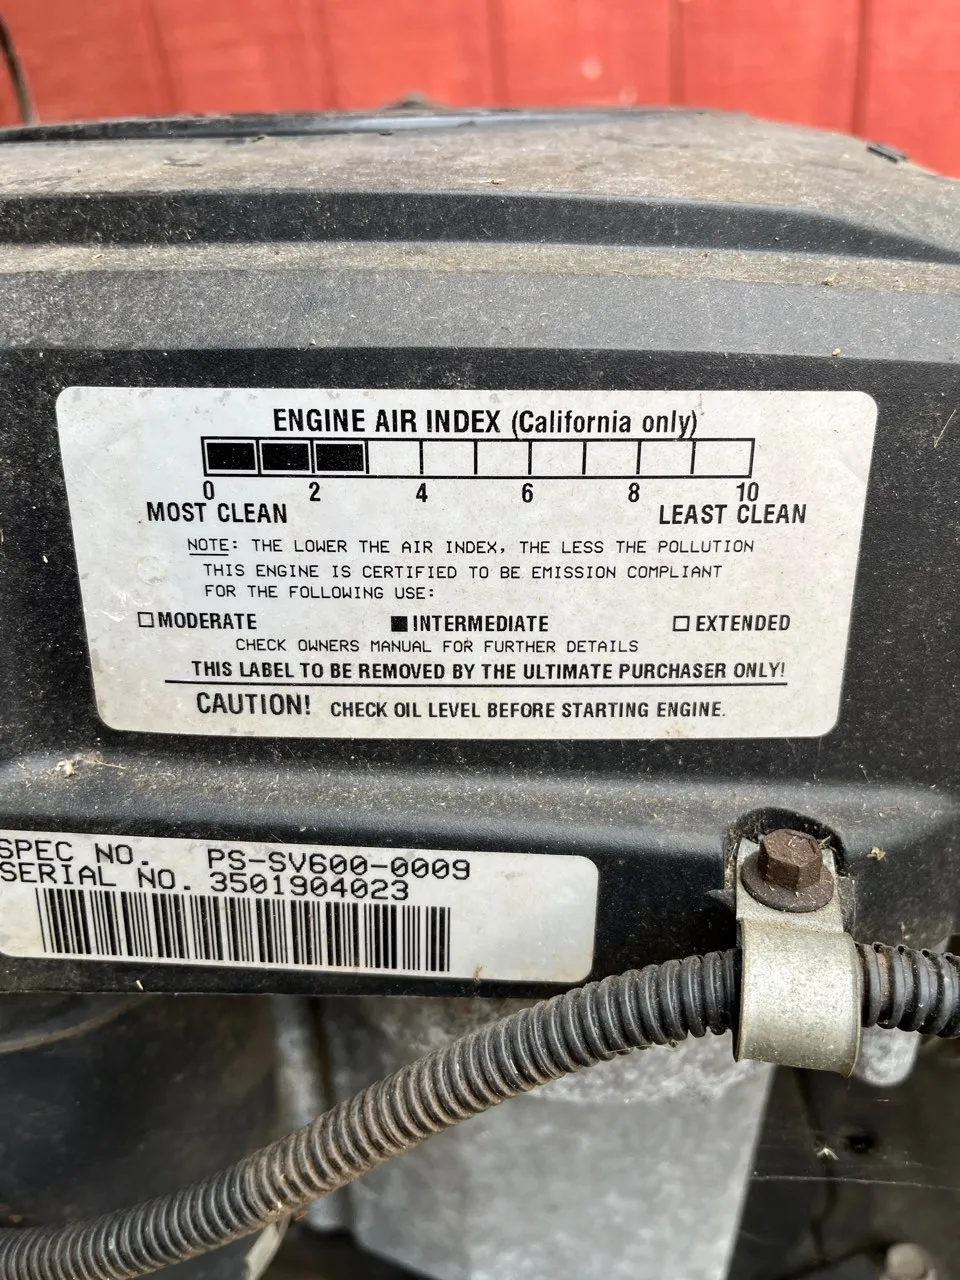 ENGINE AIR INDEX (California only)
0 2 4 6 8 10
MOST CLEAN LEAST CLEAN
NOTE: THE LOWER THE AIR INDEX, THE LESS THE POLLUTION
THIS ENGINE IS CERTIFIED TO BE EMISSION COMPLIANT
FOR THE FOLLOWING USE:
MODERATE INTERMEDIATE EXTENDED
CHECK OWNERS MANUAL FOR FURTHER DETAILS
THIS LABEL TO BE REMOVED BY THE ULTIMATE PURCHASER ONLY!
CAUTION! CHECK OIL LEVEL BEFORE STARTING ENGINE.
SPEC NO. PS-SV600-0009
SERIAL NO. 3501904023